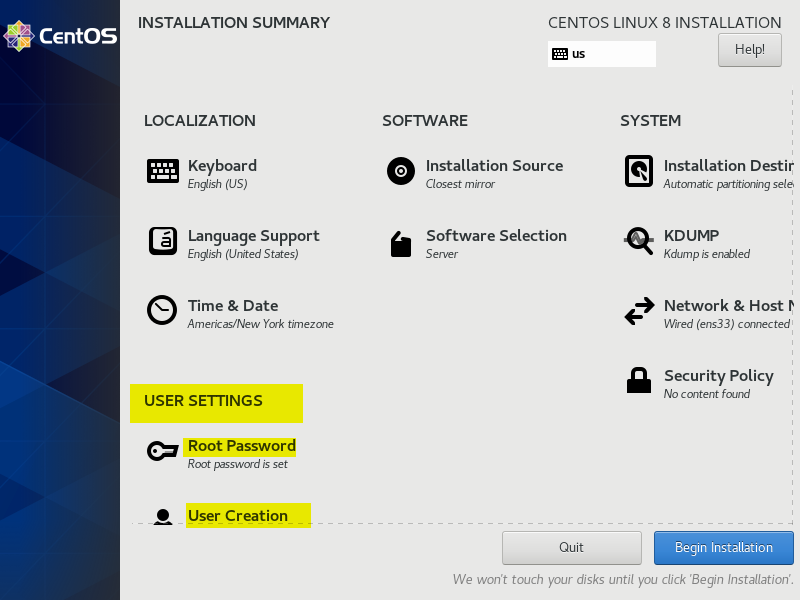 CentOS
INSTALLATION SUMMARY
CENTOS LINUX 8 INSTALLATION
us
Help!
LOCALIZATION
Keyboard
English (US)
Language Support
English (United States)
Time & Date
Americas/New York timezone
USER SETTINGS
Root Password
Root password is set
User Creation
SOFTWARE
Installation Source
Closest mirror
Software Selection
Server
SYSTEM
Installation Destin
Automatic partitioning sele
KDUMP
Kdump is enabled
Network & Host N
Wired (ens33) connected
Security Policy
No content found
Quit
Begin Installation
We won't touch your disks until you click 'Begin Installation'.